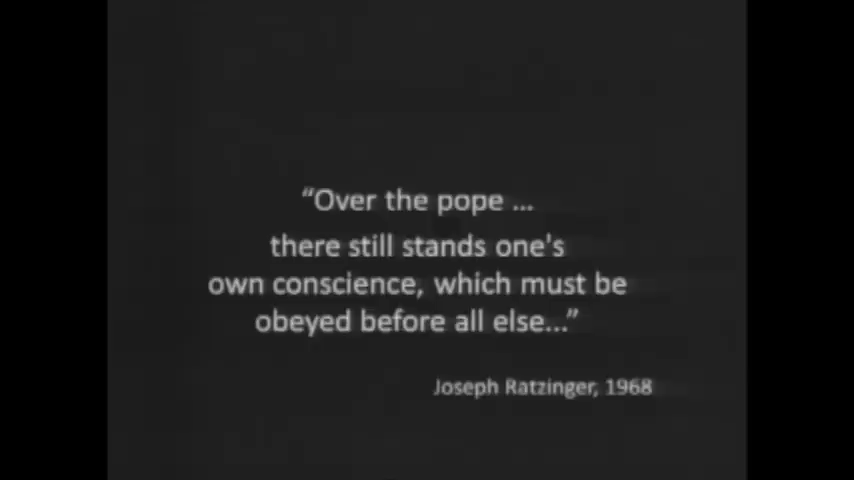 “Over the pope ...
there still stands one's
own conscience, which must be
obeyed before all else...”
Joseph Ratzinger, 1968